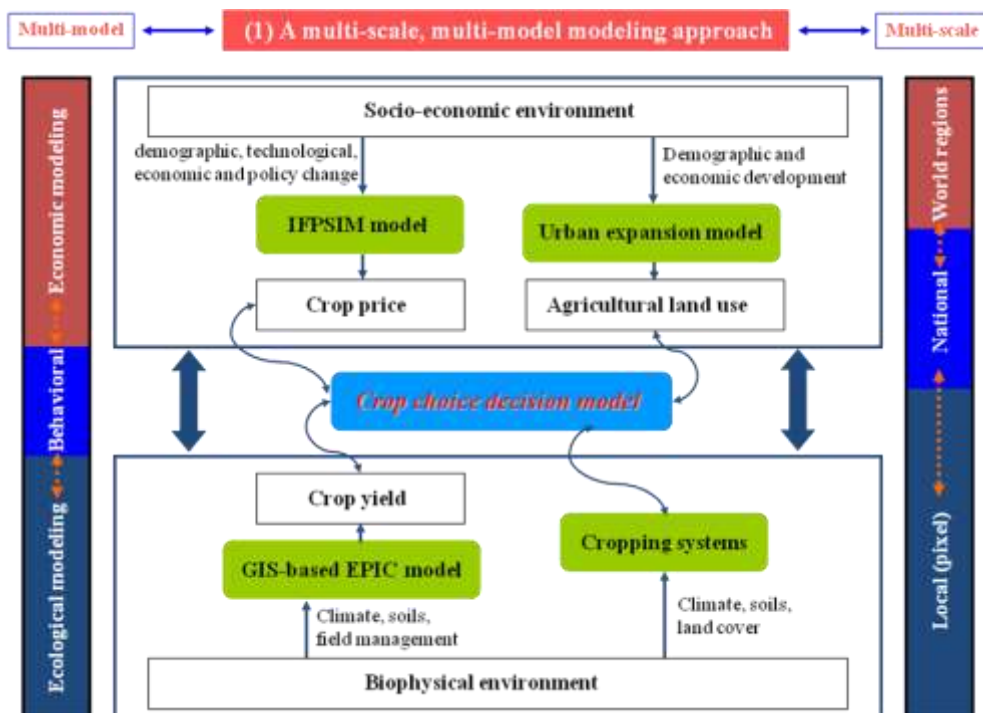 Multi-model
(1) A multi-scale, multi-model modeling approach
Multi-scale
Socio-economic environment
demographic, technological,
economic and policy change
Demographic and
economic development
IFPSIM model
Urban expansion model
Crop price
Agricultural land use
Crop choice decision model
Crop yield
Cropping systems
GIS-based EPIC model
Climate, soils,
field management
Climate, soils,
land cover
Biophysical environment
Economic modeling
Behavioral
Ecological modeling
World regions
National
Local (pixel)